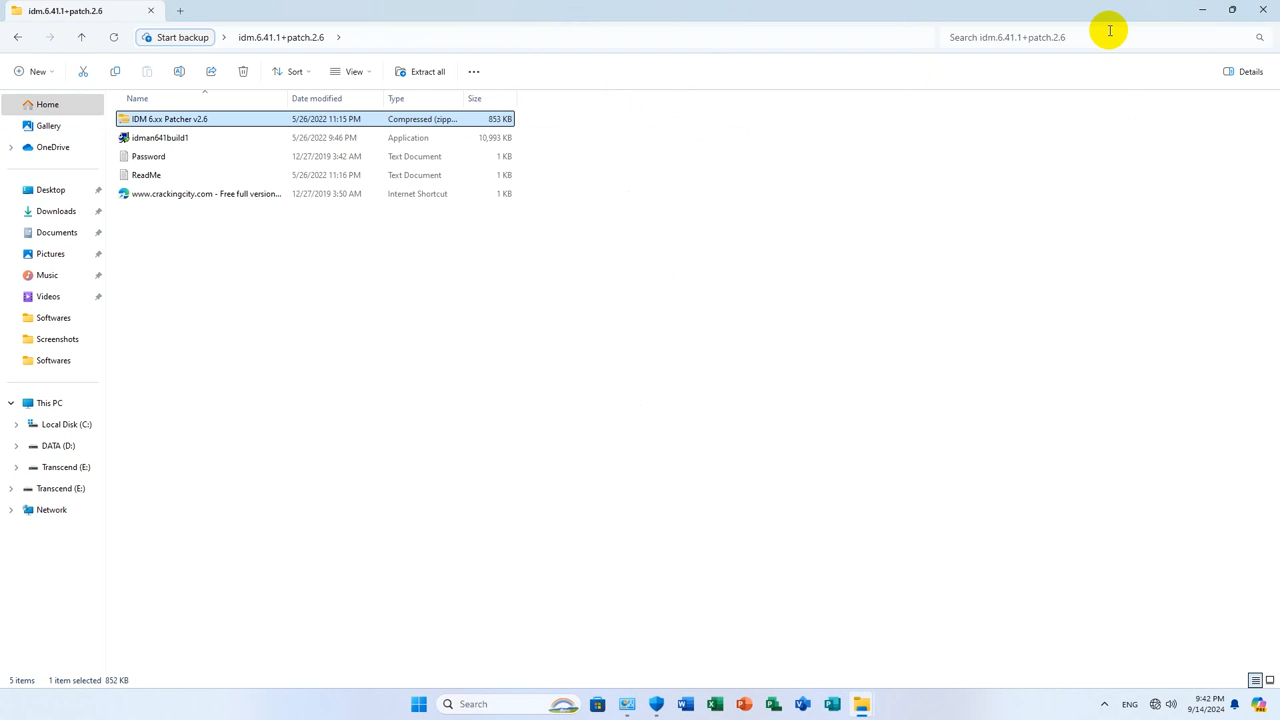 idm.6.41.1+patch.2.6
Start backup
idm.6.41.1+patch.2.6
Search idm.6.41.1+patch.2.6
New
Sort
View
Extract all
Details
Name Date modified Type Size
IDM 6.xx Patcher v2.6 5/26/2022 11:15 PM Compressed (zipp... 853 KB
idman641build1 5/26/2022 9:46 PM Application 10,993 KB
Password 12/27/2019 3:42 AM Text Document 1 KB
ReadMe 5/26/2022 11:16 PM Text Document 1 KB
www.crackingcity.com - Free full version... 12/27/2019 3:50 AM Internet Shortcut 1 KB
Home
Gallery
OneDrive
Desktop
Downloads
Documents
Pictures
Music
Videos
Softwares
Screenshots
Softwares
This PC
Local Disk (C:)
DATA (D:)
Transcend (E:)
Transcend (E:)
Network
5 items 1 item selected 852 KB
Search
ENG
9:42 PM
9/14/2024